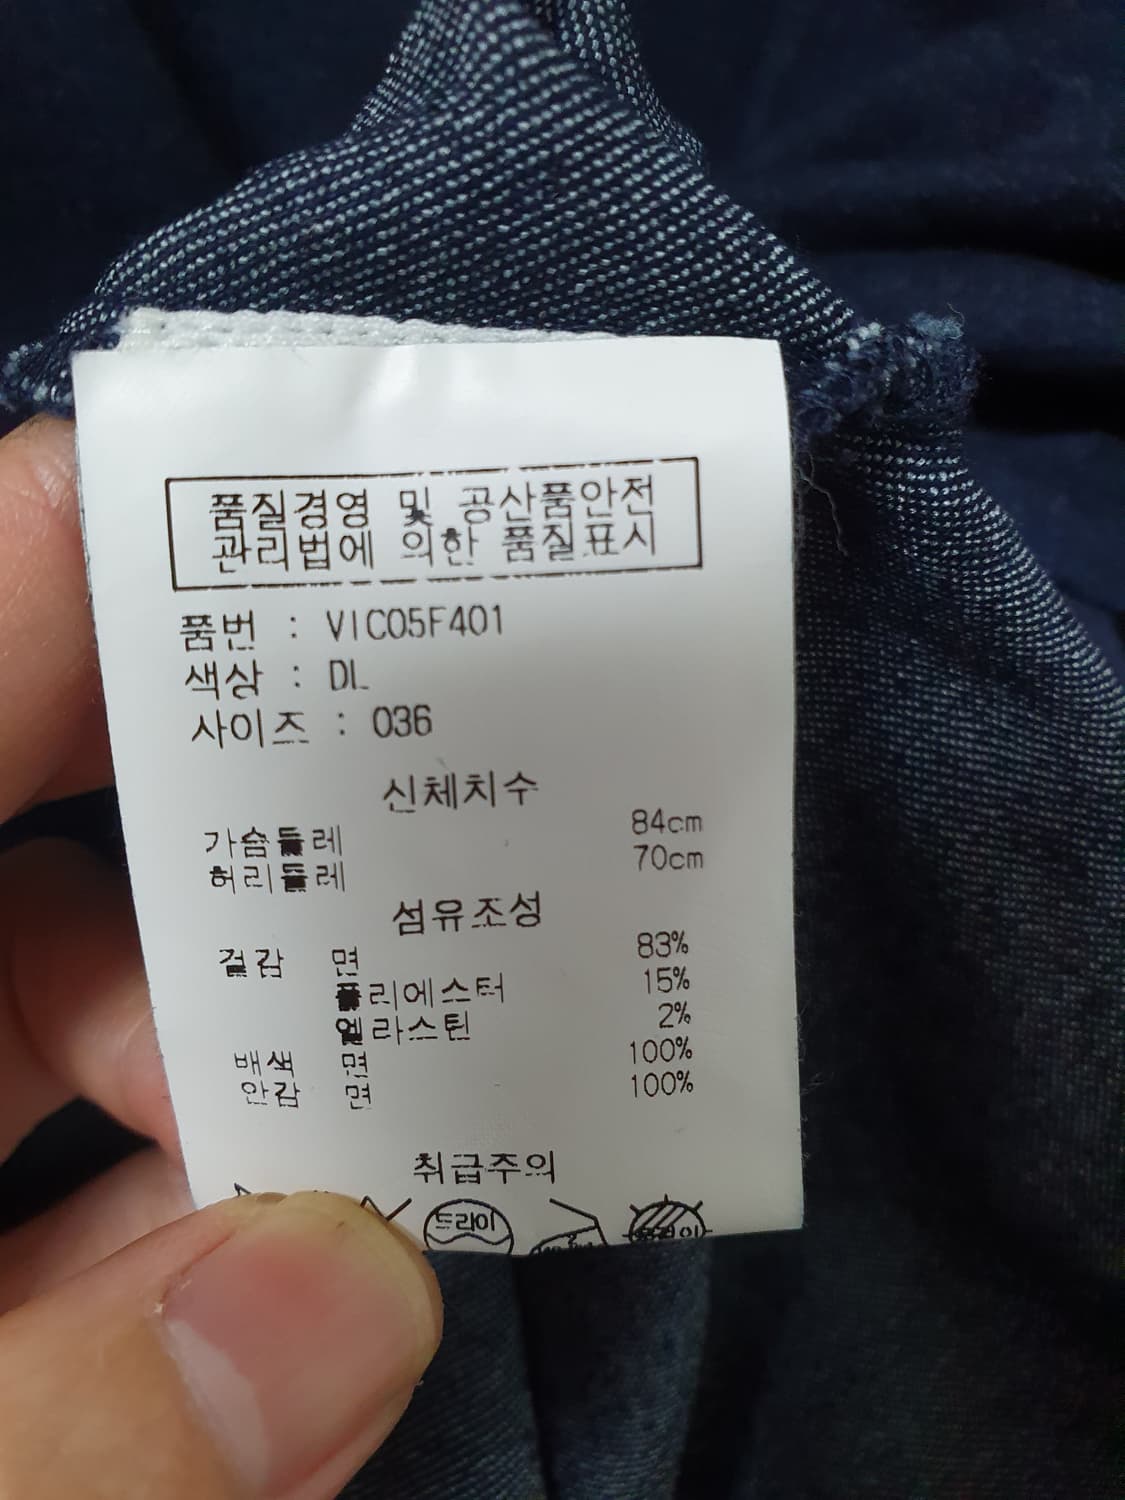 품질경영 및 공산품안전
관리법에 의한 품질표시
품번 : VIC05F401
색상 : DL
사이즈 : 036
신체치수
가슴둘레 84cm
허리둘레 70cm
섬유조성
겉감 면 83%
폴리에스터 15%
엘라스틴 2%
배색 면 100%
안감 면 100%
취급주의
드라이